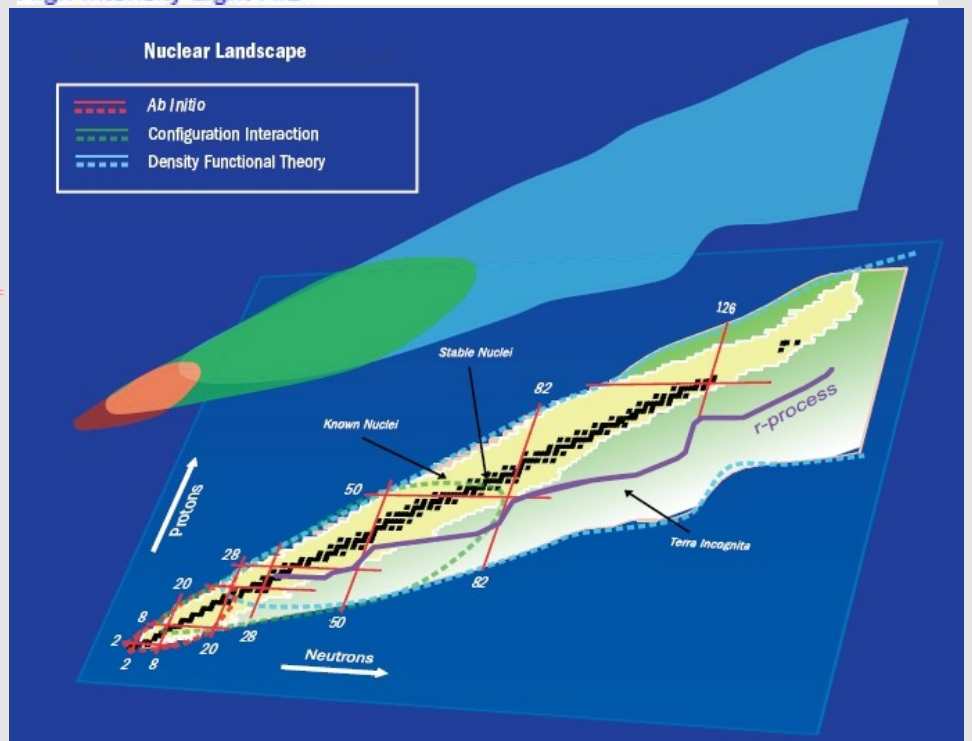 Nuclear Landscape
Ab Initio
Configuration Interaction
Density Functional Theory
126
Stable Nuclei
82
Known Nuclei
r-process
50
Protons
Terra Incognita
28
20
82
8
50
2
28
20
2
8
Neutrons